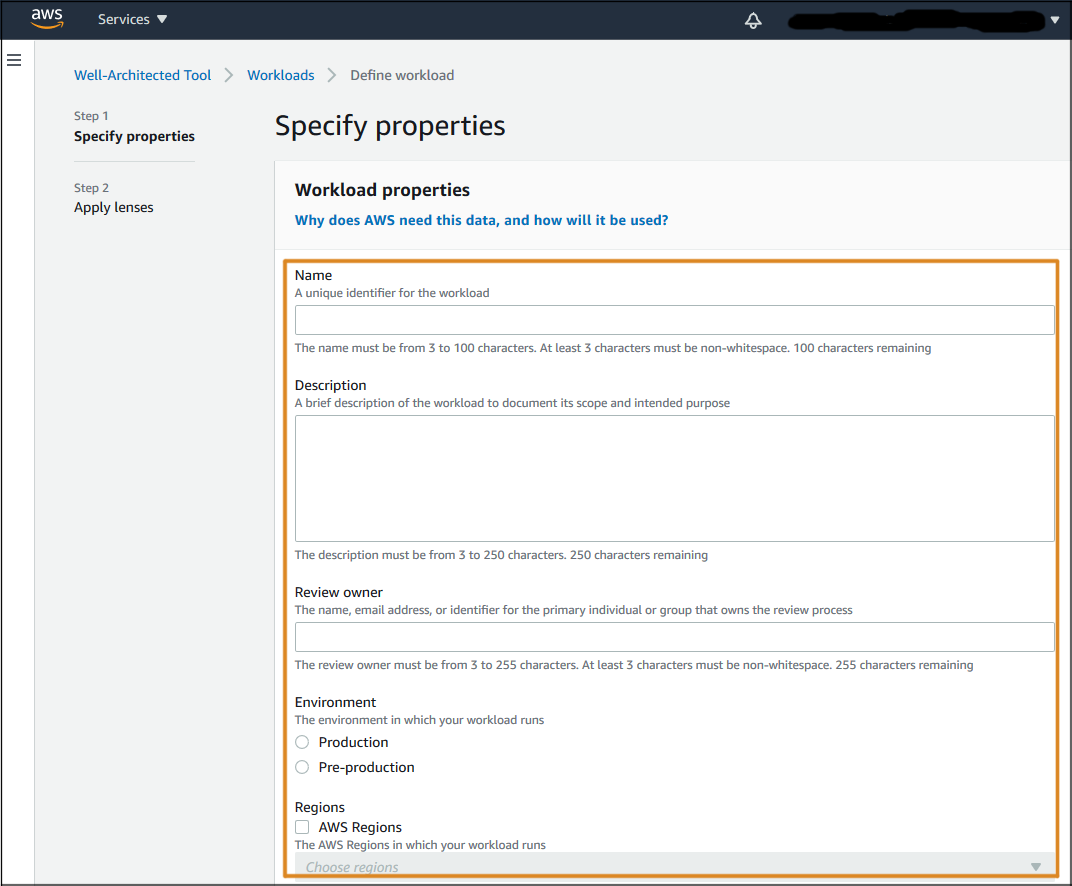 aws
Services
Well-Architected Tool
Workloads
Define workload
Step 1
Specify properties
Step 2
Apply lenses
Specify properties
Workload properties
Why does AWS need this data, and how will it be used?
Name
A unique identifier for the workload
The name must be from 3 to 100 characters. At least 3 characters must be non-whitespace. 100 characters remaining
Description
A brief description of the workload to document its scope and intended purpose
The description must be from 3 to 250 characters. 250 characters remaining
Review owner
The name, email address, or identifier for the primary individual or group that owns the review process
The review owner must be from 3 to 255 characters. At least 3 characters must be non-whitespace. 255 characters remaining
Environment
The environment in which your workload runs
Production
Pre-production
Regions
AWS Regions
The AWS Regions in which your workload runs
Choose regions